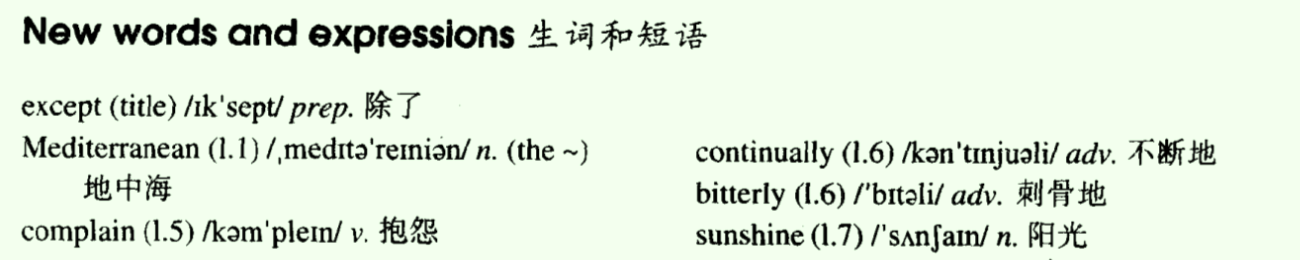 New words and expressions 生词和短语
except (title) /ɪk'sept/ prep. 除了
Mediterranean (l.1) /ˌmedɪtə'reɪniən/ n. (the ~)
地中海
complain (l.5) /kəm'pleɪn/ v. 抱怨
continually (l.6) /kən'tɪnjuəli/ adv. 不断地
bitterly (l.6) /'bɪtəli/ adv. 刺骨地
sunshine (l.7) /'sʌnʃaɪn/ n. 阳光